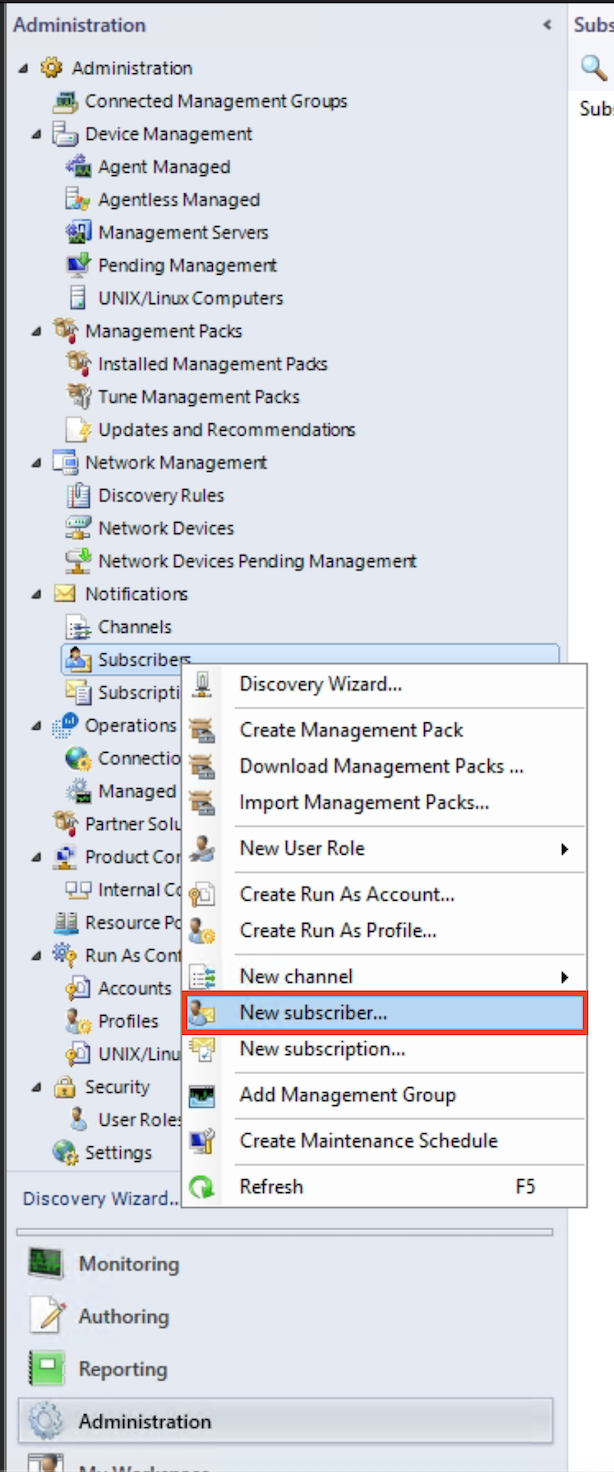 Administration
Subs
Administration
Connected Management Groups
Subs
Device Management
Agent Managed
Agentless Managed
Management Servers
Pending Management
UNIX/Linux Computers
Management Packs
Installed Management Packs
Tune Management Packs
Updates and Recommendations
Network Management
Discovery Rules
Network Devices
Network Devices Pending Management
Notifications
Channels
Subscribers
Subscripti
Operations
Connectio
Managed
Partner Solu
Product Cor
Internal Co
Resource Po
Run As Conf
Accounts
Profiles
UNIX/Linu
Security
User Roles
Settings
Discovery Wizard...
Discovery Wizard...
Create Management Pack
Download Management Packs ...
Import Management Packs...
New User Role
Create Run As Account...
Create Run As Profile...
New channel
New subscriber...
New subscription...
Add Management Group
Create Maintenance Schedule
Refresh F5
Monitoring
Authoring
Reporting
Administration
My Workspace